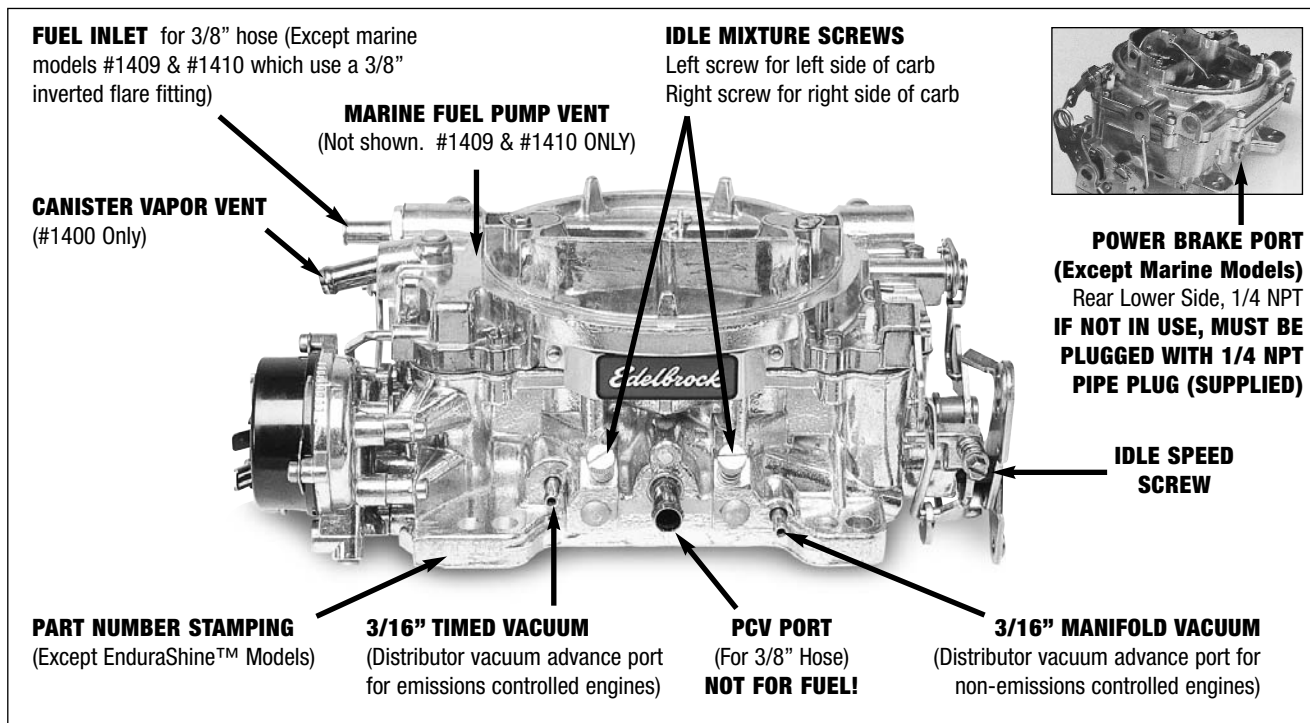 FUEL INLET for 3/8” hose (Except marine
models #1409 & #1410 which use a 3/8”
inverted flare fitting)
MARINE FUEL PUMP VENT
(Not shown. #1409 & #1410 ONLY)
IDLE MIXTURE SCREWS
Left screw for left side of carb
Right screw for right side of carb
CANISTER VAPOR VENT
(#1400 Only)
POWER BRAKE PORT
(Except Marine Models)
Rear Lower Side, 1/4 NPT
IF NOT IN USE, MUST BE
PLUGGED WITH 1/4 NPT
PIPE PLUG (SUPPLIED)
Edelbrock
IDLE SPEED
SCREW
PART NUMBER STAMPING
(Except EnduraShine™ Models)
3/16” TIMED VACUUM
(Distributor vacuum advance port
for emissions controlled engines)
PCV PORT
(For 3/8” Hose)
NOT FOR FUEL!
3/16” MANIFOLD VACUUM
(Distributor vacuum advance port for
non-emissions controlled engines)